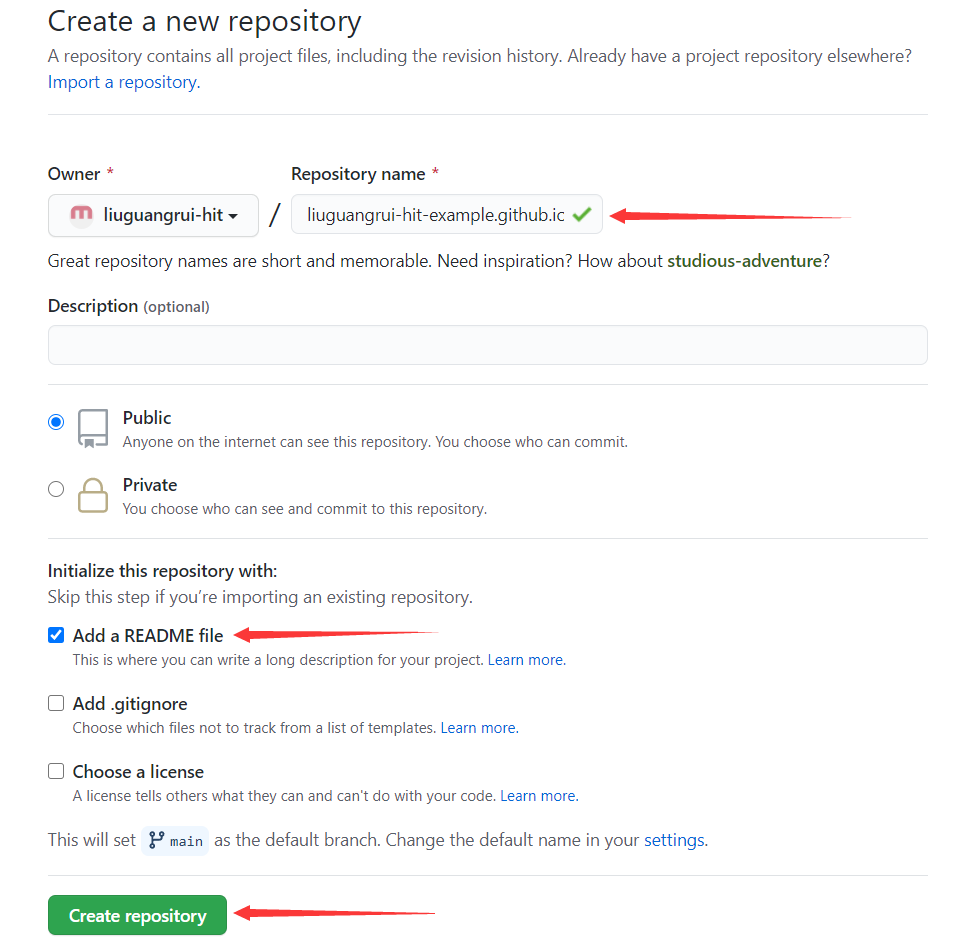 Create a new repository
A repository contains all project files, including the revision history. Already have a project repository elsewhere?
Import a repository.
Owner * Repository name *
liuguangrui-hit / liuguangrui-hit-example.github.ic
Great repository names are short and memorable. Need inspiration? How about studious-adventure?
Description (optional)
Public
Anyone on the internet can see this repository. You choose who can commit.
Private
You choose who can see and commit to this repository.
Initialize this repository with:
Skip this step if you’re importing an existing repository.
Add a README file
This is where you can write a long description for your project. Learn more.
Add .gitignore
Choose which files not to track from a list of templates. Learn more.
Choose a license
A license tells others what they can and can't do with your code. Learn more.
This will set main as the default branch. Change the default name in your settings.
Create repository